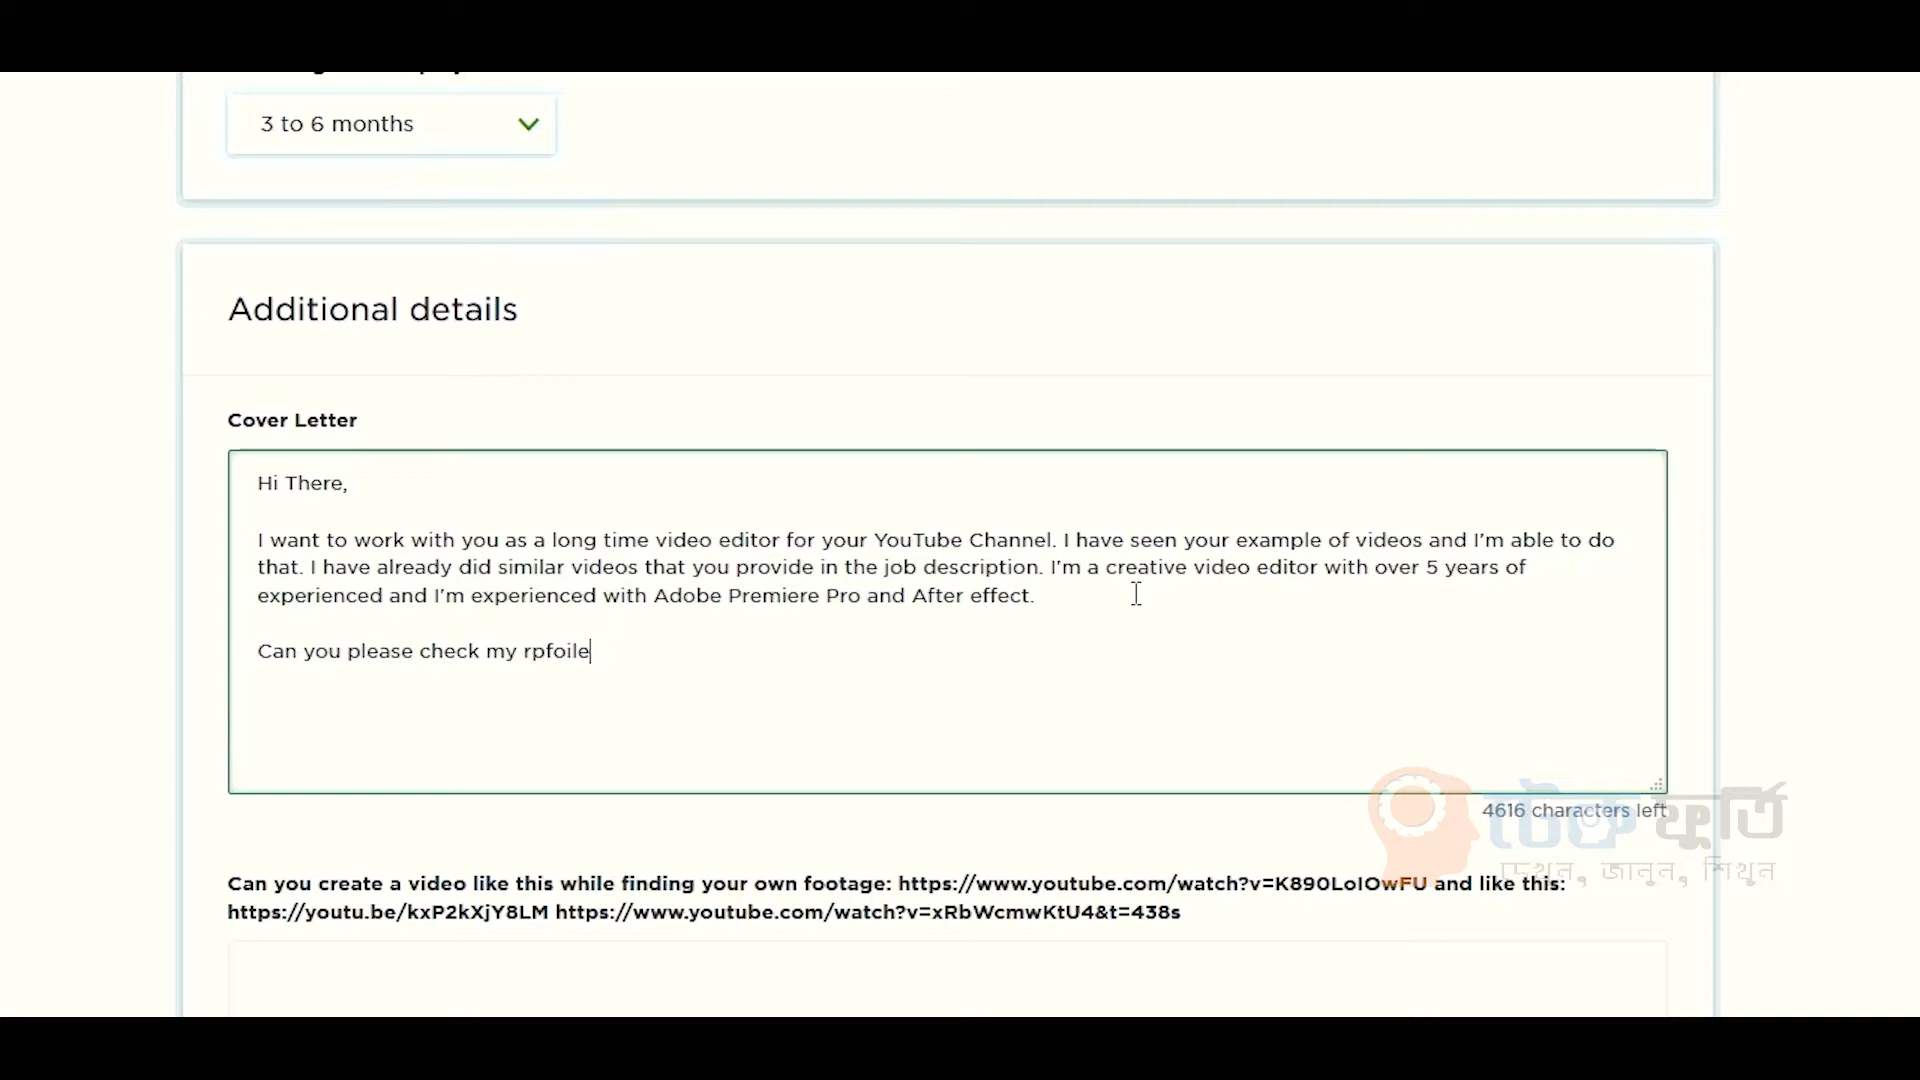 3 to 6 months
Additional details
Cover Letter
Hi There,
I want to work with you as a long time video editor for your YouTube Channel. I have seen your example of videos and I'm able to do
that. I have already did similar videos that you provide in the job description. I'm a creative video editor with over 5 years of
experienced and I'm experienced with Adobe Premiere Pro and After effect.
Can you please check my rpfoile
4616 characters left
টেক ফুর্তি
দেখুন, জানুন, শিখুন
Can you create a video like this while finding your own footage: https://www.youtube.com/watch?v=K890LoIOwFU and like this:
https://youtu.be/kxP2kXjY8LM https://www.youtube.com/watch?v=xRbWcmwKtU4&t=438s